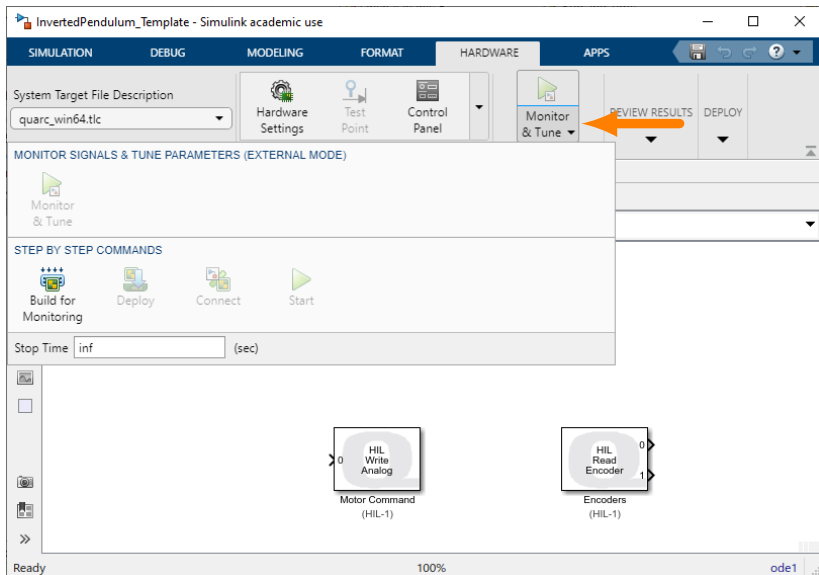 InvertedPendulum_Template - Simulink academic use
SIMULATION DEBUG MODELING FORMAT HARDWARE APPS
System Target File Description
quarc_win64.tlc
Hardware
Settings
Test
Point
Control
Panel
Monitor
& Tune
REVIEW RESULTS
DEPLOY
MONITOR SIGNALS & TUNE PARAMETERS (EXTERNAL MODE)
Monitor
& Tune
STEP BY STEP COMMANDS
Build for
Monitoring
Deploy
Connect
Start
Stop Time inf (sec)
0
HIL
Write
Analog
Motor Command
(HIL-1)
HIL
Read
Encoder
0
1
Encoders
(HIL-1)
Ready 100% ode1